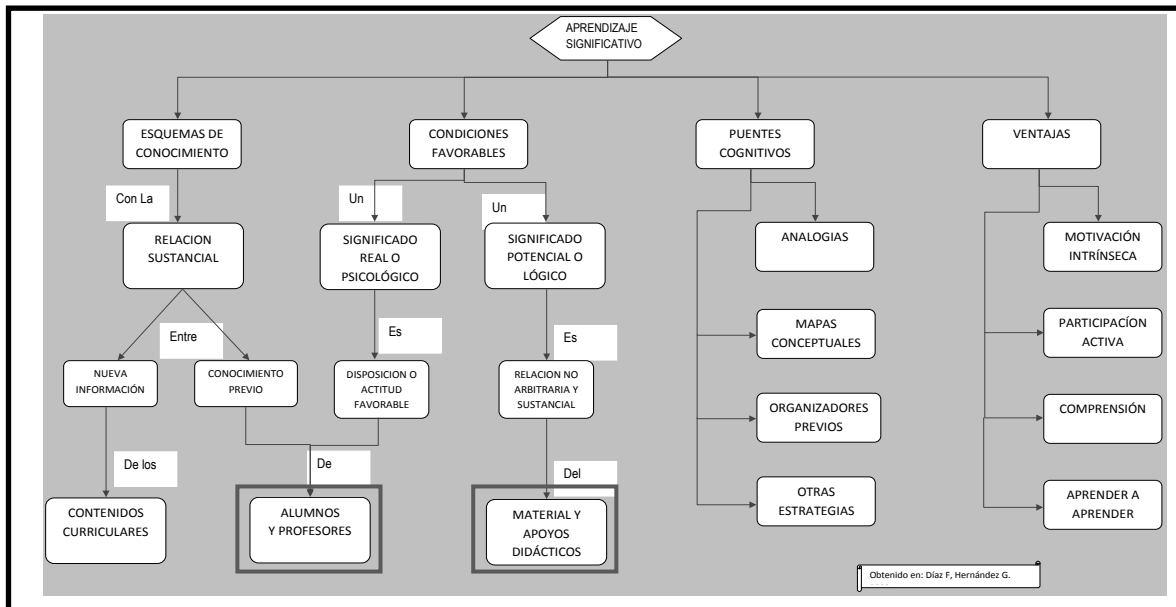 APRENDIZAJE
SIGNIFICATIVO
ESQUEMAS DE
CONOCIMIENTO
CONDICIONES
FAVORABLES
PUENTES
COGNITIVOS
VENTAJAS
Con La
Un
Un
RELACION
SUSTANCIAL
SIGNIFICADO
REAL O
PSICOLÓGICO
SIGNIFICADO
POTENCIAL O
LÓGICO
ANALOGIAS
MOTIVACIÓN
INTRÍNSECA
Entre
Es
Es
MAPAS
CONCEPTUALES
PARTICIPACÍON
ACTIVA
NUEVA
INFORMACIÓN
CONOCIMIENTO
PREVIO
DISPOSICION O
ACTITUD
FAVORABLE
RELACION NO
ARBITRARIA Y
SUSTANCIAL
ORGANIZADORES
PREVIOS
COMPRENSIÓN
De los
De
Del
CONTENIDOS
CURRICULARES
ALUMNOS
Y PROFESORES
MATERIAL Y
APOYOS
DIDÁCTICOS
OTRAS
ESTRATEGIAS
APRENDER A
APRENDER
Obtenido en: Díaz F, Hernández G.